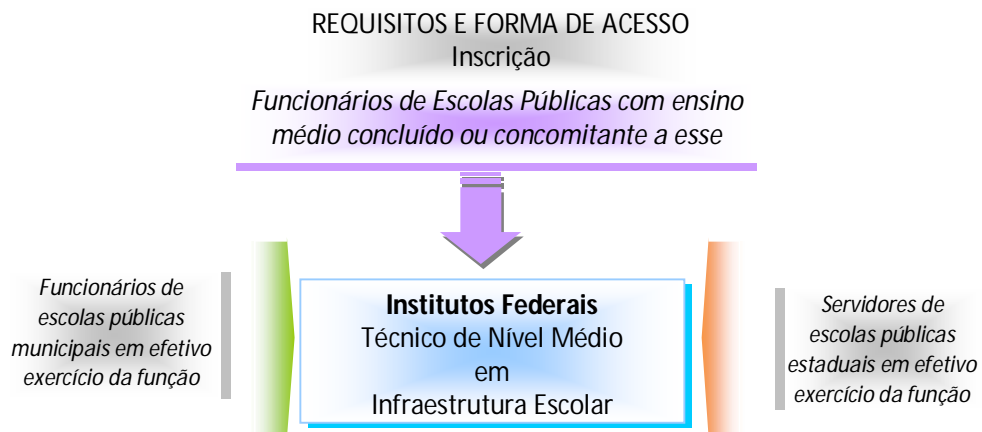 REQUISITOS E FORMA DE ACESSO
Inscrição
Funcionários de Escolas Públicas com ensino
médio concluído ou concomitante a esse
Funcionários de
escolas públicas
municipais em efetivo
exercício da função
Institutos Federais
Técnico de Nível Médio
em
Infraestrutura Escolar
Servidores de
escolas públicas
estaduais em efetivo
exercício da função